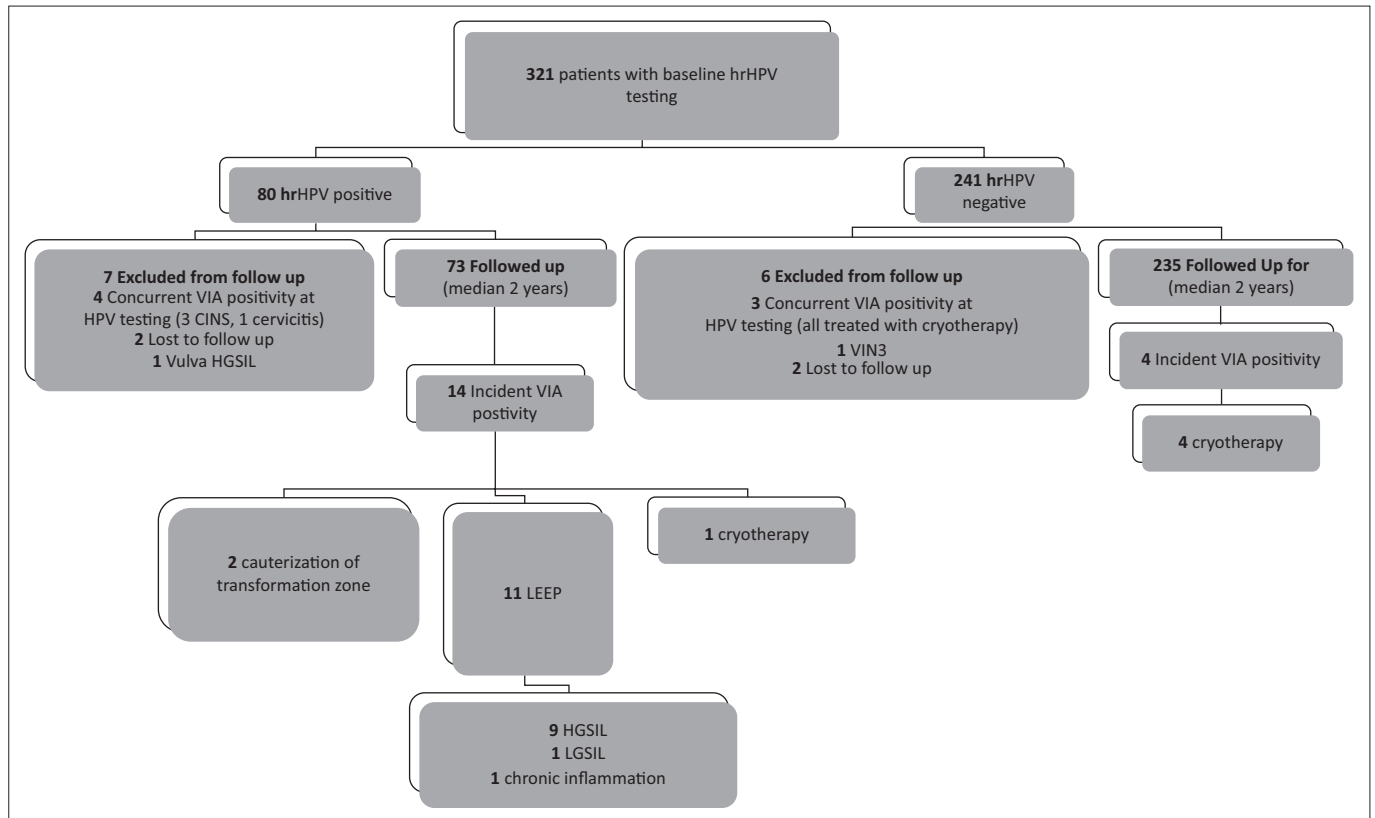 321 patients with baseline hrHPV
testing
80 hrHPV positive
241 hrHPV
negative
7 Excluded from follow up
4 Concurrent VIA positivity at
HPV testing (3 CINS, 1 cervicitis)
2 Lost to follow up
1 Vulva HGSIL
73 Followed up
(median 2 years)
6 Excluded from follow up
3 Concurrent VIA positivity at
HPV testing (all treated with cryotherapy)
1 VIN3
2 Lost to follow up
235 Followed Up for
(median 2 years)
14 Incident VIA
postivity
4 Incident VIA positivity
4 cryotherapy
2 cauterization of
transformation zone
11 LEEP
1 cryotherapy
9 HGSIL
1 LGSIL
1 chronic inflammation